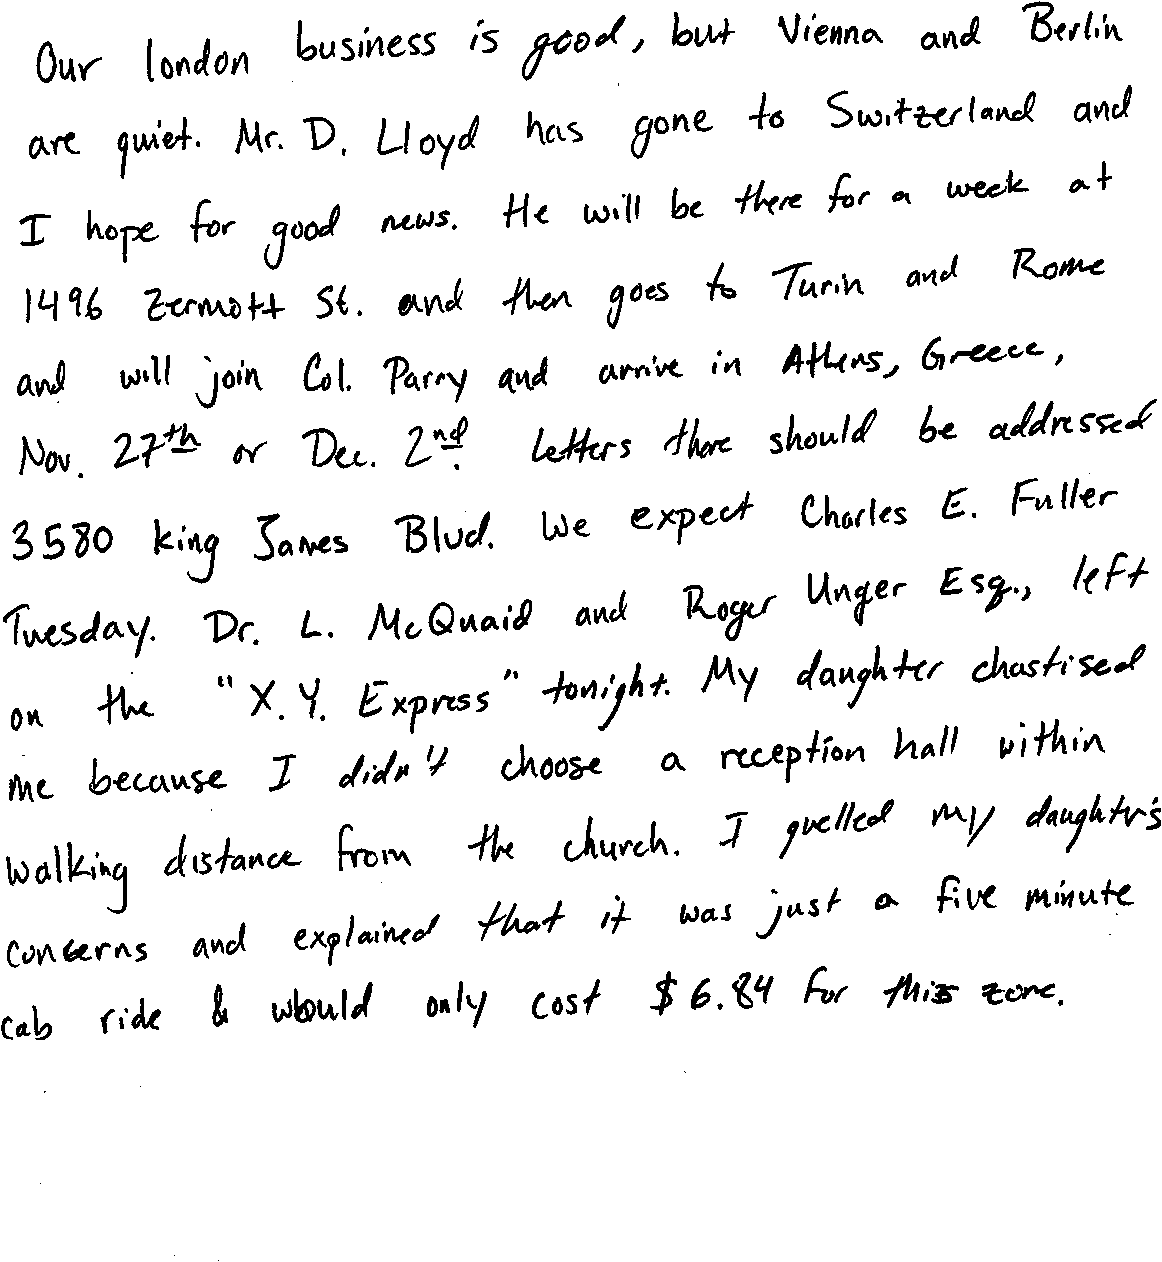 Our london business is good, but Vienna and Berlin
are quiet. Mr. D. Lloyd has gone to Switzerland and
I hope for good news. He will be there for a week at
1496 Zermott St. and then goes to Turin and Rome
and will join Col. Parry and arrive in Athens, Greece,
Nov. 27th or Dec. 2nd. Letters there should be addressed
3580 king James Blvd. We expect Charles E. Fuller
Tuesday. Dr. L. McQuaid and Roger Unger Esq., left
on the "X.Y. Express" tonight. My daughter chastised
me because I didn't choose a reception hall within
walking distance from the church. I quelled my daughter's
concerns and explained that it was just a five minute
cab ride & would only cost $6.84 for this zone.